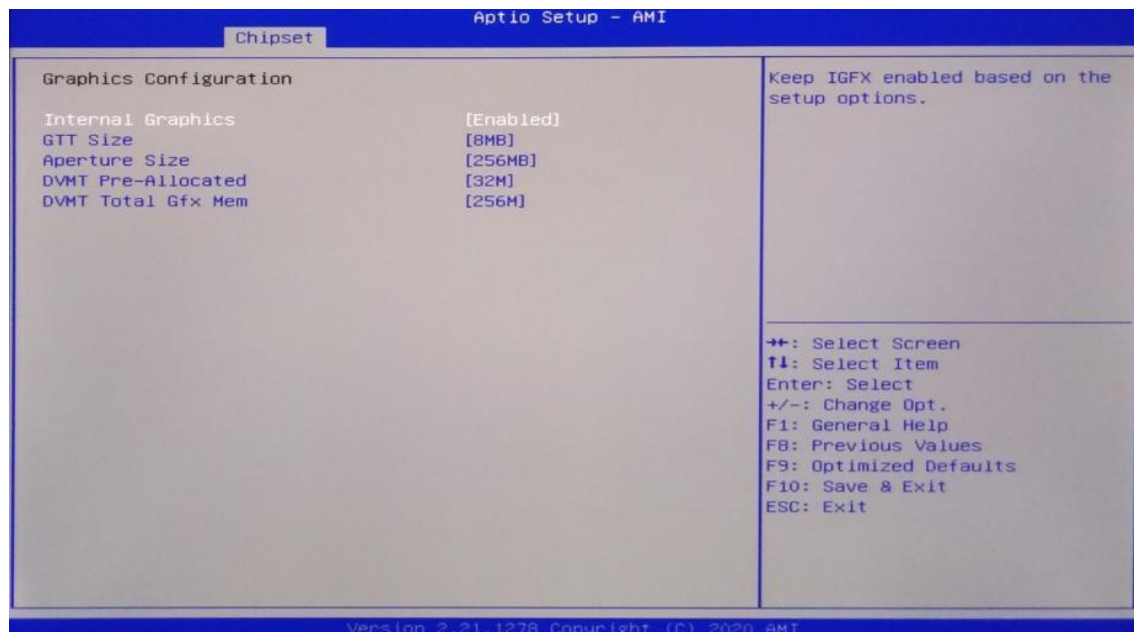 Aptio Setup - AMI
Chipset
Graphics Configuration
Internal Graphics [Enabled]
GTT Size [8MB]
Aperture Size [256MB]
DVMT Pre-Allocated [32M]
DVMT Total Gfx Mem [256M]
Keep IGFX enabled based on the
setup options.
→←: Select Screen
↑↓: Select Item
Enter: Select
+/-: Change Opt.
F1: General Help
F8: Previous Values
F9: Optimized Defaults
F10: Save & Exit
ESC: Exit
Version 2.21.1278 Copyright (C) 2020 AMI